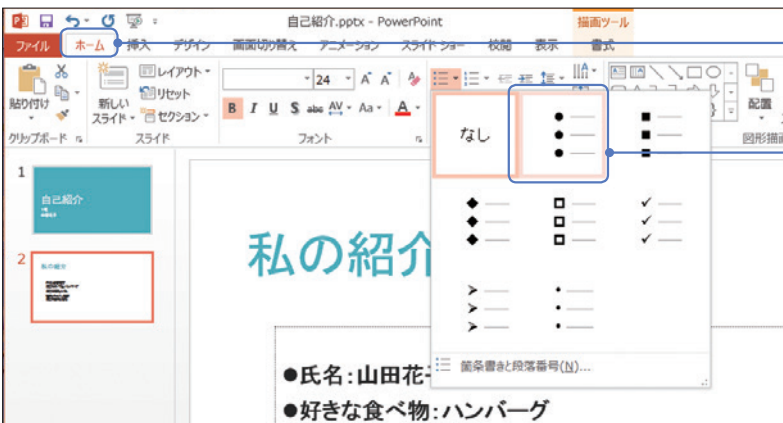 自己紹介.pptx - PowerPoint
描画ツール
ファイル ホーム 挿入 デザイン 画面切り替え アニメーション スライド ショー 校閲 表示 書式
貼り付け
新しい
スライド
レイアウト
リセット
セクション
24
B I U S abc AV Aa A
配置
クリップボード スライド フォント 図形描画
なし
1
自己紹介
2
私の紹介
私の紹介
●氏名:山田花
●好きな食べ物:ハンバーグ
箇条書きと段落番号(N)...